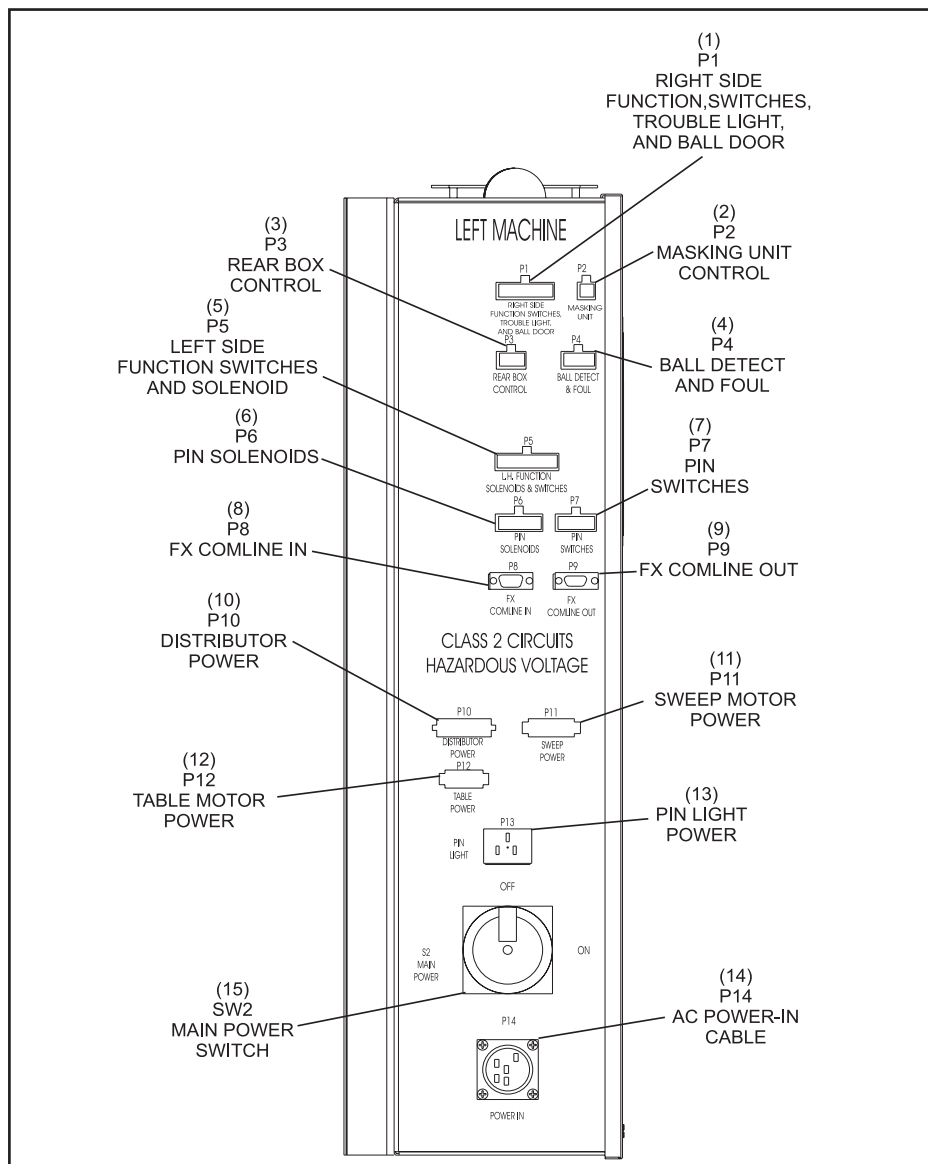 (1)
P1
RIGHT SIDE
FUNCTION,SWITCHES,
TROUBLE LIGHT,
AND BALL DOOR
(2)
P2
MASKING UNIT
CONTROL
(3)
P3
REAR BOX
CONTROL
(4)
P4
BALL DETECT
AND FOUL
(5)
P5
LEFT SIDE
FUNCTION SWITCHES
AND SOLENOID
(6)
P6
PIN SOLENOIDS
(7)
P7
PIN
SWITCHES
(8)
P8
FX COMLINE IN
(9)
P9
FX COMLINE OUT
(10)
P10
DISTRIBUTOR
POWER
(11)
P11
SWEEP MOTOR
POWER
(12)
P12
TABLE MOTOR
POWER
(13)
PIN LIGHT
POWER
(15)
SW2
MAIN POWER
SWITCH
(14)
P14
AC POWER-IN
CABLE
LEFT MACHINE
P1
RIGHT SIDE
FUNCTION SWITCHES,
TROUBLE LIGHT,
AND BALL DOOR
P2
MASKING
UNIT
P3
REAR BOX
CONTROL
P4
BALL DETECT
& FOUL
P5
L.H. FUNCTION
SOLENOIDS & SWITCHES
P6
PIN
SOLENOIDS
P7
PIN
SWITCHES
P8
FX
COMLINE IN
P9
FX
COMLINE OUT
CLASS 2 CIRCUITS
HAZARDOUS VOLTAGE
P10
DISTRIBUTOR
POWER
P11
SWEEP
POWER
P12
TABLE
POWER
P13
PIN
LIGHT
OFF
ON
S2
MAIN
POWER
P14
POWER IN